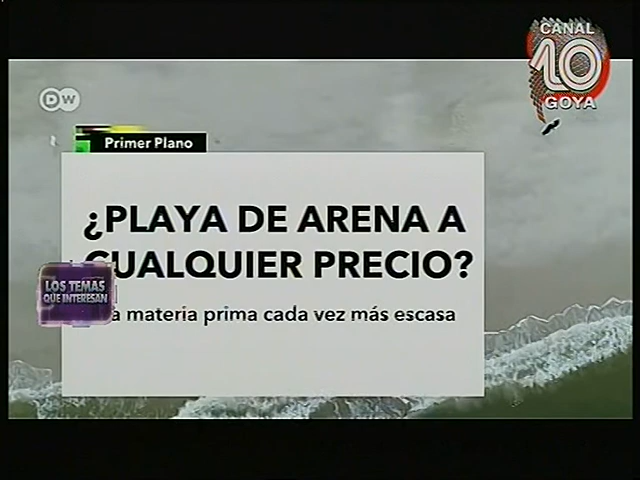 CANAL
10
GOYA
DW
Primer Plano
¿PLAYA DE ARENA A
CUALQUIER PRECIO?
LOS TEMAS
QUE INTERESAN
a materia prima cada vez más escasa